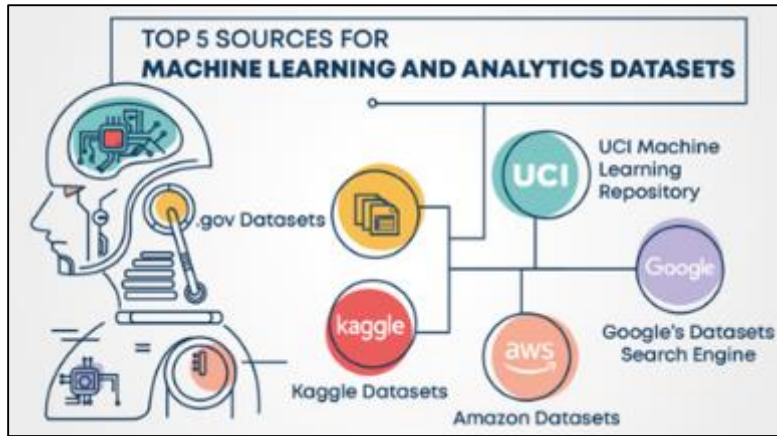 TOP 5 SOURCES FOR
MACHINE LEARNING AND ANALYTICS DATASETS
UCI
UCI Machine
Learning
Repository
.gov Datasets
Google
kaggle
aws
Google's Datasets
Search Engine
Kaggle Datasets
Amazon Datasets